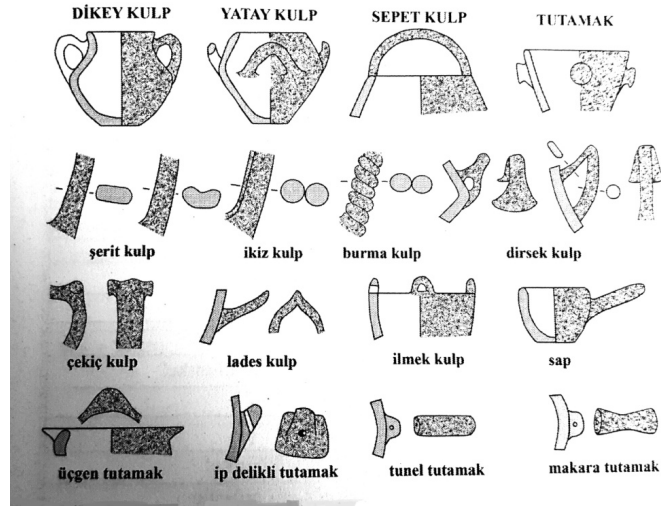 DİKEY KULP YATAY KULP SEPET KULP TUTAMAK
şerit kulp ikiz kulp burma kulp dirsek kulp
çekiç kulp lades kulp ilmek kulp sap
üçgen tutamak ip delikli tutamak tunel tutamak makara tutamak